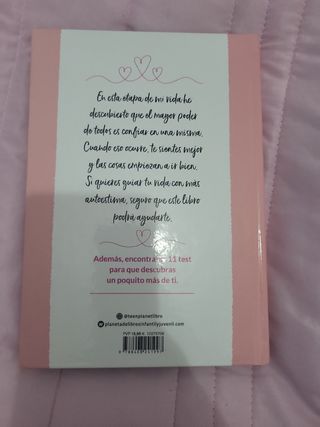 En esta etapa de mi vida he
descubierto que el mayor poder
de todos es confiar en una misma.
Cuando eso ocurre, te sientes mejor
y las cosas empiezan a ir bien.
Si quieres guiar tu vida con más
autoestima, seguro que este libro
podrá ayudarte.
Además, encontrarás 11 test
para que descubras
un poquito más de ti.
@teenplanetlibro
planetadelibrosinfantilyjuvenil.com
PVP